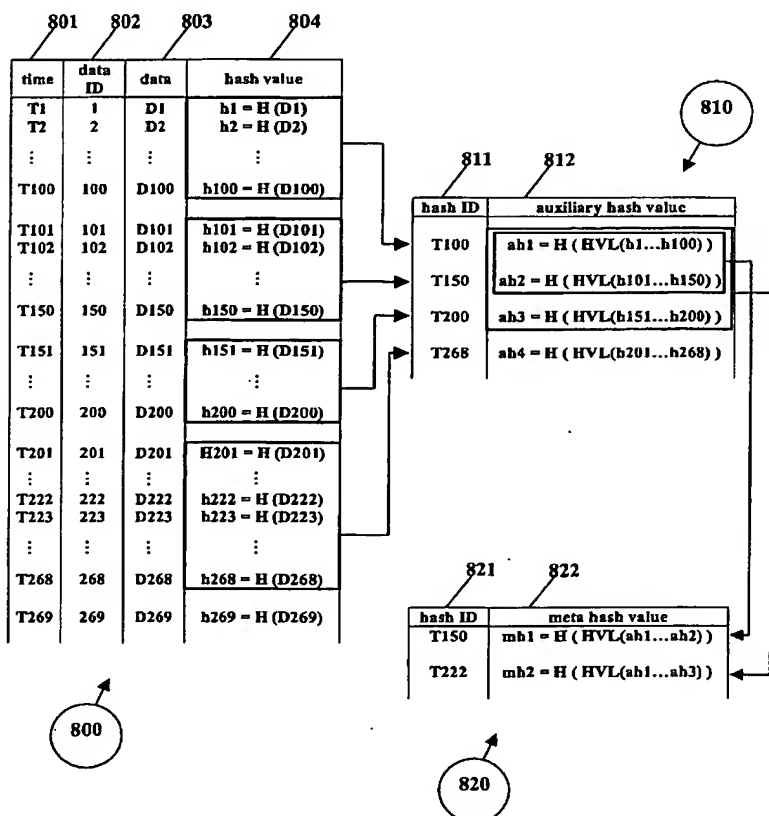 801 802 803 804
time data ID data hash value
T1 1 D1 h1 = H (D1)
T2 2 D2 h2 = H (D2)
⋮ ⋮ ⋮ ⋮
T100 100 D100 h100 = H (D100)
T101 101 D101 h101 = H (D101)
T102 102 D102 h102 = H (D102)
⋮ ⋮ ⋮ ⋮
T150 150 D150 h150 = H (D150)
T151 151 D151 h151 = H (D151)
⋮ ⋮ ⋮ ⋮
T200 200 D200 h200 = H (D200)
T201 201 D201 H201 = H (D201)
⋮ ⋮ ⋮ ⋮
T222 222 D222 h222 = H (D222)
T223 223 D223 h223 = H (D223)
⋮ ⋮ ⋮ ⋮
T268 268 D268 h268 = H (D268)
T269 269 D269 h269 = H (D269)
800
810
811 812
hash ID auxiliary hash value
T100 ah1 = H ( HVL(h1...h100) )
T150 ah2 = H ( HVL(h101...h150) )
T200 ah3 = H ( HVL(h151...h200) )
T268 ah4 = H ( HVL(h201...h268) )
821 822
hash ID meta hash value
T150 mh1 = H ( HVL(ah1...ah2) )
T222 mh2 = H ( HVL(ah1...ah3) )
820